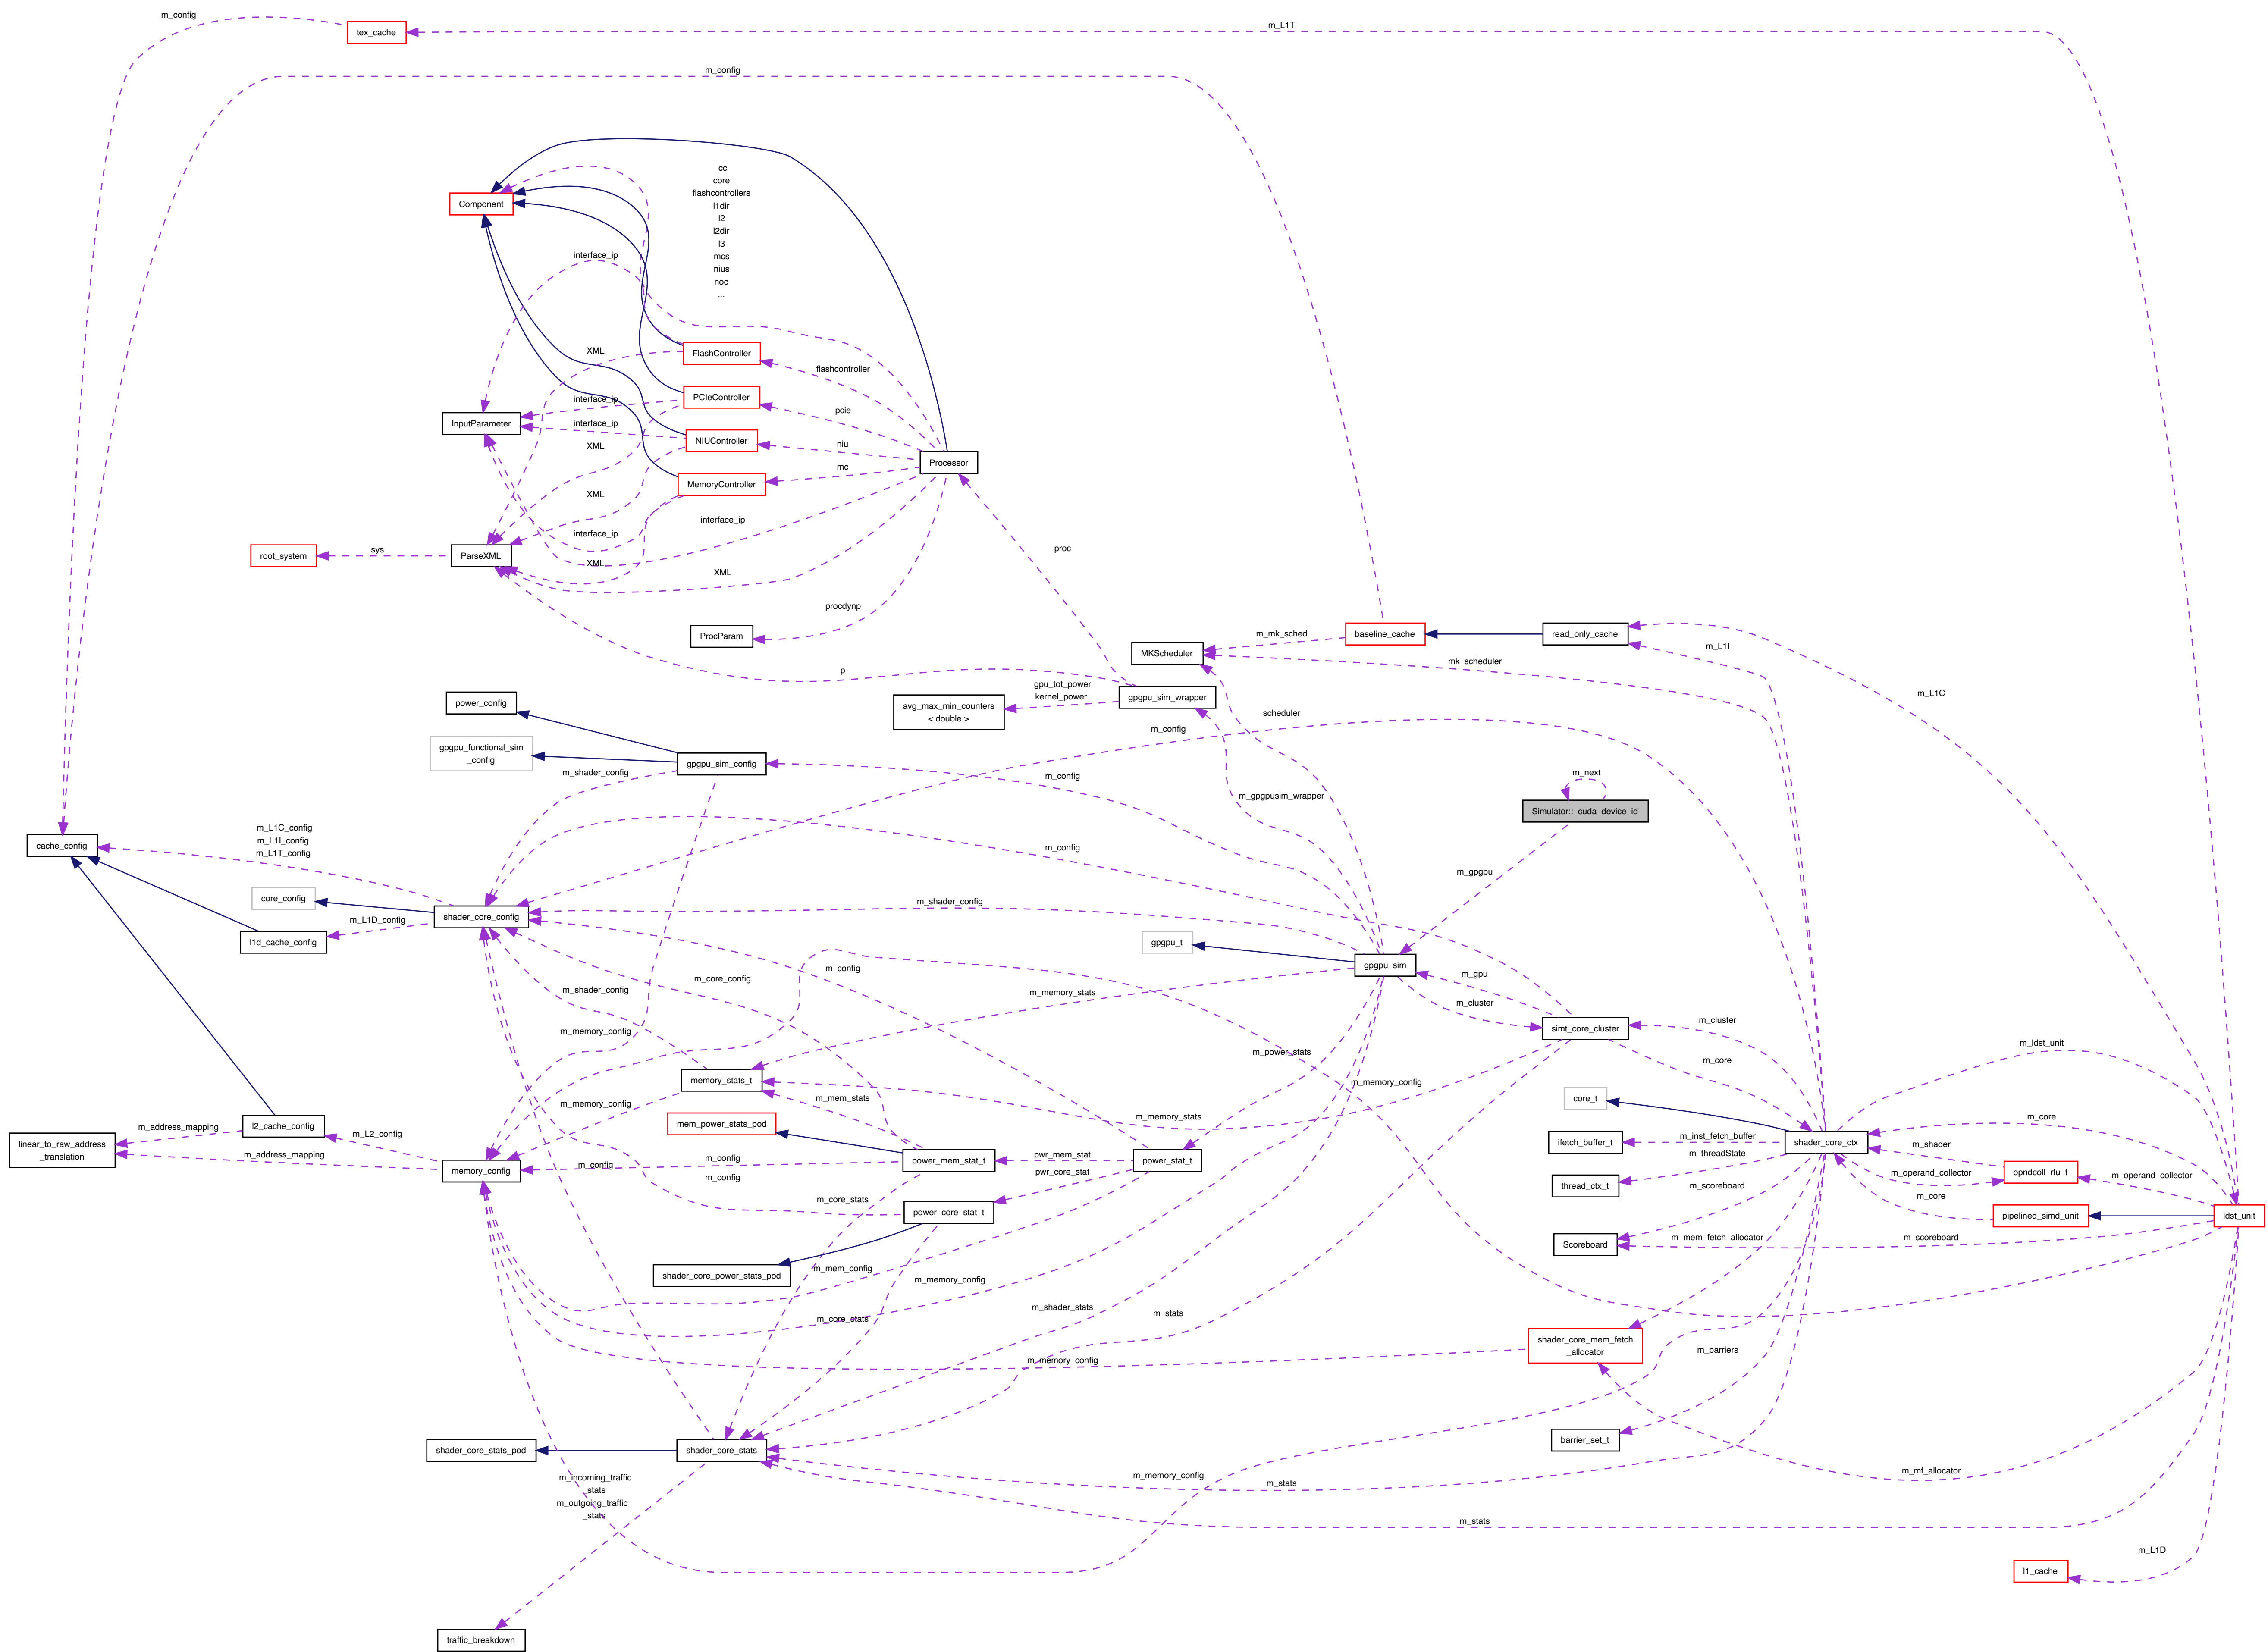 m_config
tex_cache
m_L1T
m_config
cc
core
flashcontrollers
l1dir
l2
l2dir
l3
mcs
nius
noc
...
Component
interface_ip
XML
FlashController
flashcontroller
interface_ip
PCIeController
pcie
InputParameter
interface_ip
NIUController
niu
XML
Processor
mc
MemoryController
XML
interface_ip
interface_ip
root_system
sys
ParseXML
XML
XML
proc
procdynp
ProcParam
p
m_mk_sched
baseline_cache
read_only_cache
MKScheduler
mk_scheduler
m_L1I
m_L1C
gpu_tot_power
kernel_power
gpgpu_sim_wrapper
avg_max_min_counters
< double >
power_config
scheduler
m_config
gpgpu_functional_sim
_config
gpgpu_sim_config
m_shader_config
m_config
m_gpgpusim_wrapper
m_next
Simulator::_cuda_device_id
m_L1C_config
m_L1I_config
m_L1T_config
cache_config
m_config
m_gpgpu
core_config
m_shader_config
shader_core_config
m_L1D_config
l1d_cache_config
gpgpu_t
gpgpu_sim
m_config
m_core_config
m_shader_config
m_memory_stats
m_gpu
m_cluster
simt_core_cluster
m_cluster
m_memory_config
m_power_stats
m_core
m_ldst_unit
memory_stats_t
m_memory_config
m_mem_stats
m_memory_config
m_memory_stats
core_t
m_core
mem_power_stats_pod
l2_cache_config
m_address_mapping
m_L2_config
linear_to_raw_address
_translation
m_address_mapping
memory_config
m_config
m_config
m_config
power_mem_stat_t
pwr_mem_stat
power_stat_t
pwr_core_stat
m_core_stats
power_core_stat_t
ifetch_buffer_t
m_inst_fetch_buffer
shader_core_ctx
m_shader
m_threadState
thread_ctx_t
m_operand_collector
opndcoll_rfu_t
m_operand_collector
m_scoreboard
m_core
pipelined_simd_unit
ldst_unit
Scoreboard
m_mem_fetch_allocator
m_scoreboard
shader_core_power_stats_pod
m_mem_config
m_memory_config
m_shader_stats
m_stats
m_core_stats
m_memory_config
shader_core_mem_fetch
_allocator
m_barriers
barrier_set_t
shader_core_stats_pod
shader_core_stats
m_memory_config
m_stats
m_mf_allocator
m_incoming_traffic
_stats
m_outgoing_traffic
_stats
m_stats
m_L1D
l1_cache
traffic_breakdown